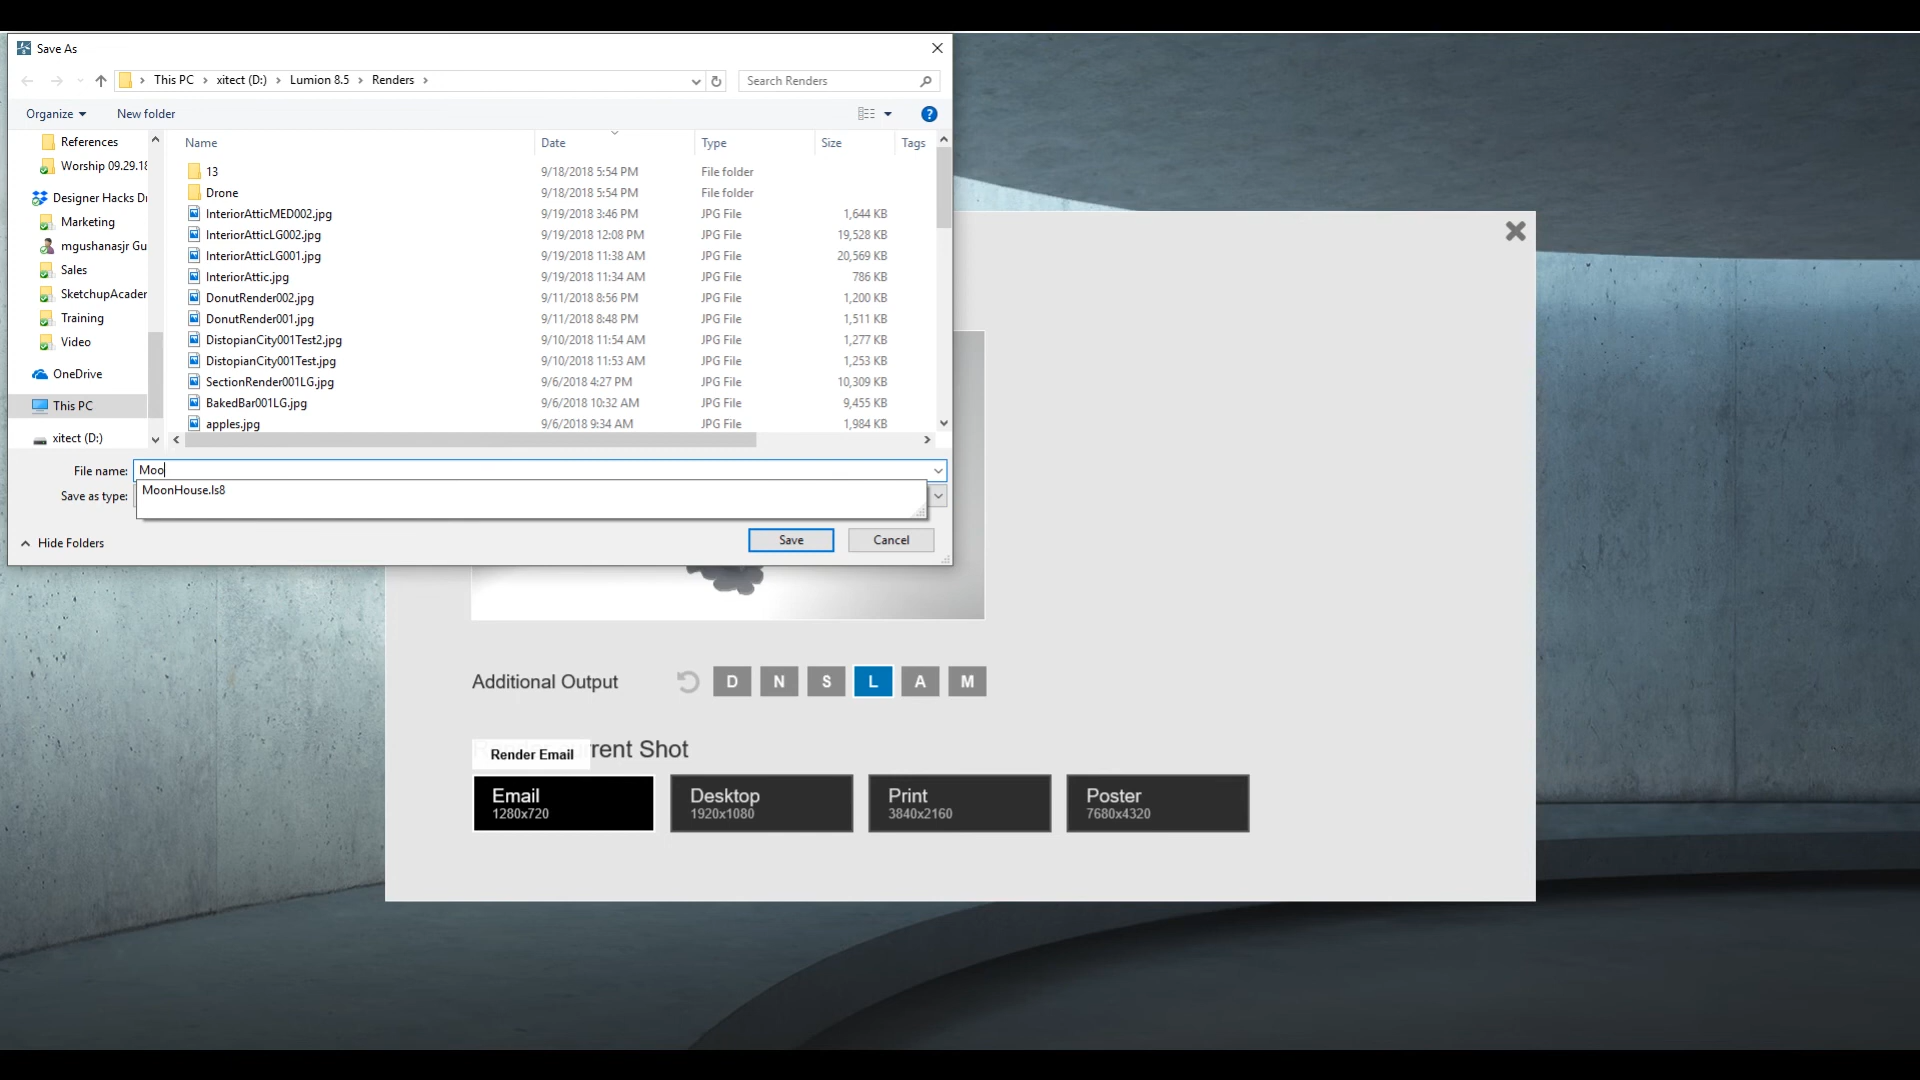 Save As
This PC > xitect (D:) > Lumion 8.5 > Renders >
Search Renders
Organize
New folder
?
References
Worship 09.29.18
Designer Hacks Dr
Marketing
mgushanasjr Gu
Sales
SketchupAcader
Training
Video
OneDrive
This PC
xitect (D:)
Name Date Type Size Tags
13 9/18/2018 5:54 PM File folder
Drone 9/18/2018 5:54 PM File folder
InteriorAtticMED002.jpg 9/19/2018 3:46 PM JPG File 1,644 KB
InteriorAtticLG002.jpg 9/19/2018 12:08 PM JPG File 19,528 KB
InteriorAtticLG001.jpg 9/19/2018 11:38 AM JPG File 20,569 KB
InteriorAttic.jpg 9/19/2018 11:34 AM JPG File 786 KB
DonutRender002.jpg 9/11/2018 8:56 PM JPG File 1,200 KB
DonutRender001.jpg 9/11/2018 8:48 PM JPG File 1,511 KB
DistopianCity001Test2.jpg 9/10/2018 11:54 AM JPG File 1,277 KB
DistopianCity001Test.jpg 9/10/2018 11:53 AM JPG File 1,253 KB
SectionRender001LG.jpg 9/6/2018 4:27 PM JPG File 10,309 KB
BakedBar001LG.jpg 9/6/2018 10:32 AM JPG File 9,455 KB
apples.jpg 9/6/2018 9:34 AM JPG File 1,984 KB
File name: Moo
MoonHouse.ls8
Save as type:
Hide Folders
Save
Cancel
Additional Output
D N S L A M
Render Email
rent Shot
Email
1280x720
Desktop
1920x1080
Print
3840x2160
Poster
7680x4320